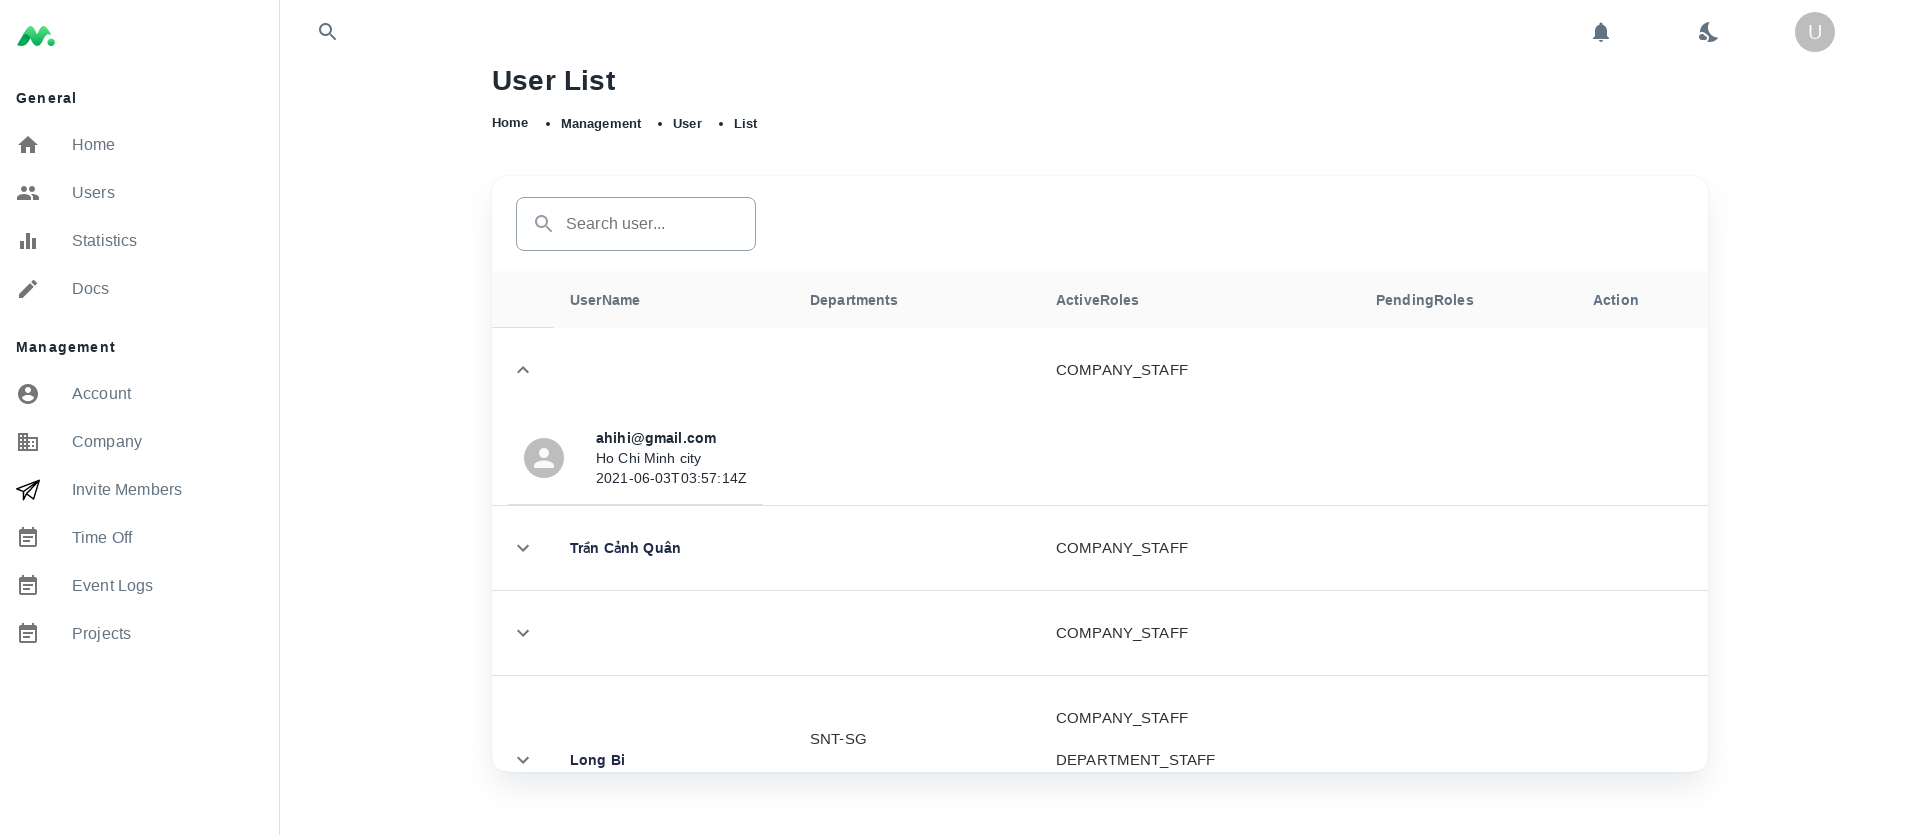 U
User List
Home • Management • User • List
General
Home
Users
Statistics
Docs
Management
Account
Company
Invite Members
Time Off
Event Logs
Projects
Search user...
UserName Departments ActiveRoles PendingRoles Action
COMPANY_STAFF
ahihi@gmail.com
Ho Chi Minh city
2021-06-03T03:57:14Z
Trần Cảnh Quân COMPANY_STAFF
COMPANY_STAFF
COMPANY_STAFF
SNT-SG
Long Bi DEPARTMENT_STAFF